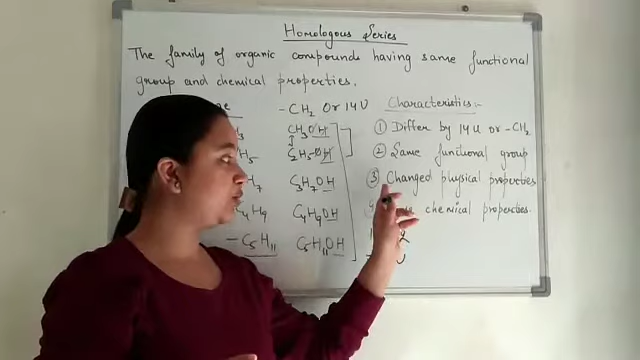 Homologous Series
The family of organic compounds having same functional
group and chemical properties.
-CH₂ or 14U
Characteristics:-
CH₃OH
① Differ by 14U or -CH₂
C₂H₅-OH
② Same functional group
C₃H₇OH
③ Changed physical properties
C₄H₉
C₄H₉OH
chemical properties.
- C₅H₁₁
C₅H₁₁OH